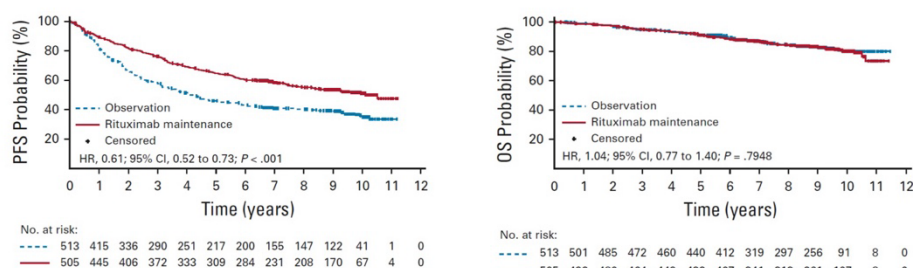 PFS Probability (%)
100
80
60
40
20
Observation
Rituximab maintenance
Censored
HR, 0.61; 95% CI, 0.52 to 0.73; P < .001
0 1 2 3 4 5 6 7 8 9 10 11 12
Time (years)
No. at risk:
513 415 336 290 251 217 200 155 147 122 41 1 0
505 445 406 372 333 309 284 231 208 170 67 4 0
OS Probability (%)
100
80
60
40
20
Observation
Rituximab maintenance
Censored
HR, 1.04; 95% CI, 0.77 to 1.40; P = .7948
0 1 2 3 4 5 6 7 8 9 10 11 12
Time (years)
No. at risk:
513 501 485 472 460 440 412 319 297 256 91 8 0